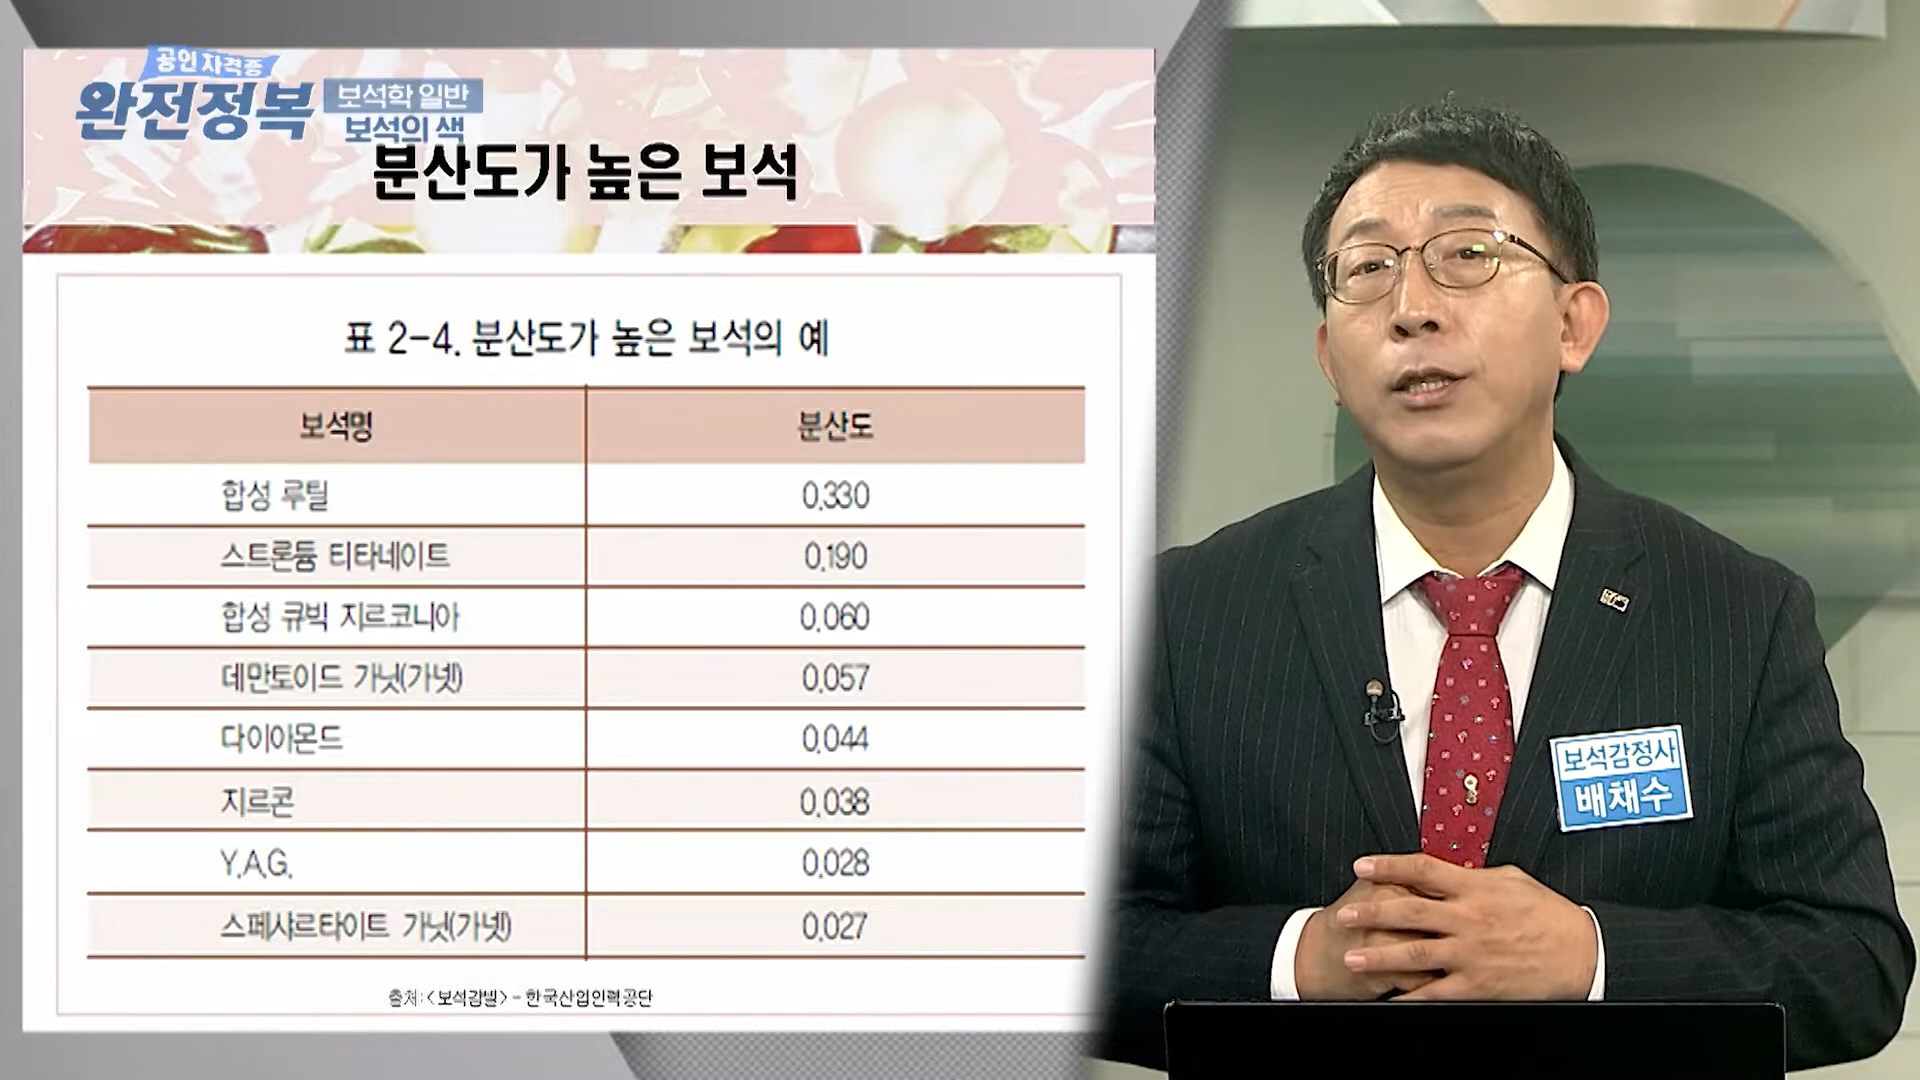 공인 자격증
완전정복
보석학 일반
보석의 색
분산도가 높은 보석
표 2-4. 분산도가 높은 보석의 예
보석명 분산도
합성 루틸 0.330
스트론튬 티타네이트 0.190
합성 큐빅 지르코니아 0.060
데만토이드 가닛(가넷) 0.057
다이아몬드 0.044
지르콘 0.038
Y.A.G. 0.028
스페샤르타이트 가닛(가넷) 0.027
출처:<보석감별> - 한국산업인력공단
보석감정사
배채수